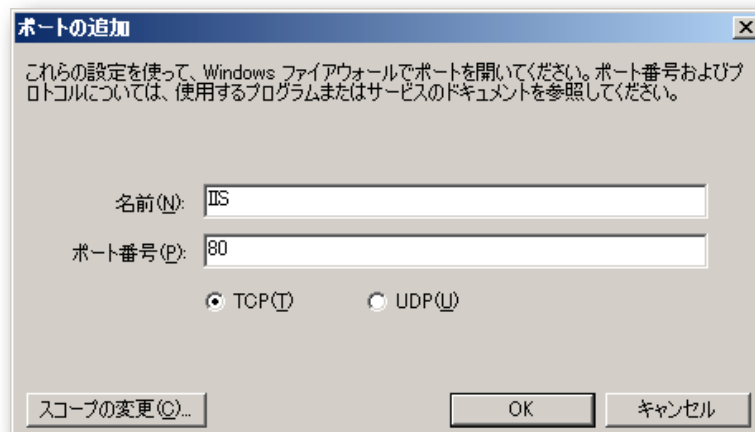 ポートの追加
これらの設定を使って、Windows ファイアウォールでポートを開いてください。ポート番号およびプ
ロトコルについては、使用するプログラムまたはサービスのドキュメントを参照してください。
名前(N): IIS
ポート番号(P): 80
TCP(T) UDP(U)
スコープの変更(C)... OK キャンセル